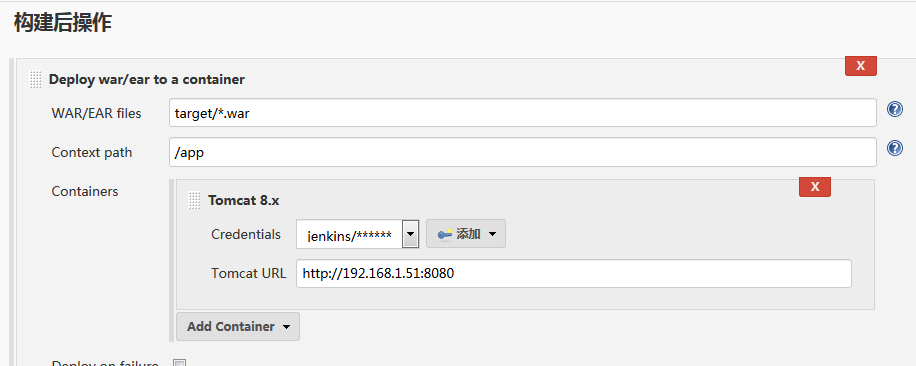 构建后操作
X
Deploy war/ear to a container
WAR/EAR files target/*.war
Context path /app
Containers
X
Tomcat 8.x
Credentials jenkins/****** 添加
Tomcat URL http://192.168.1.51:8080
Add Container
Deploy on failure